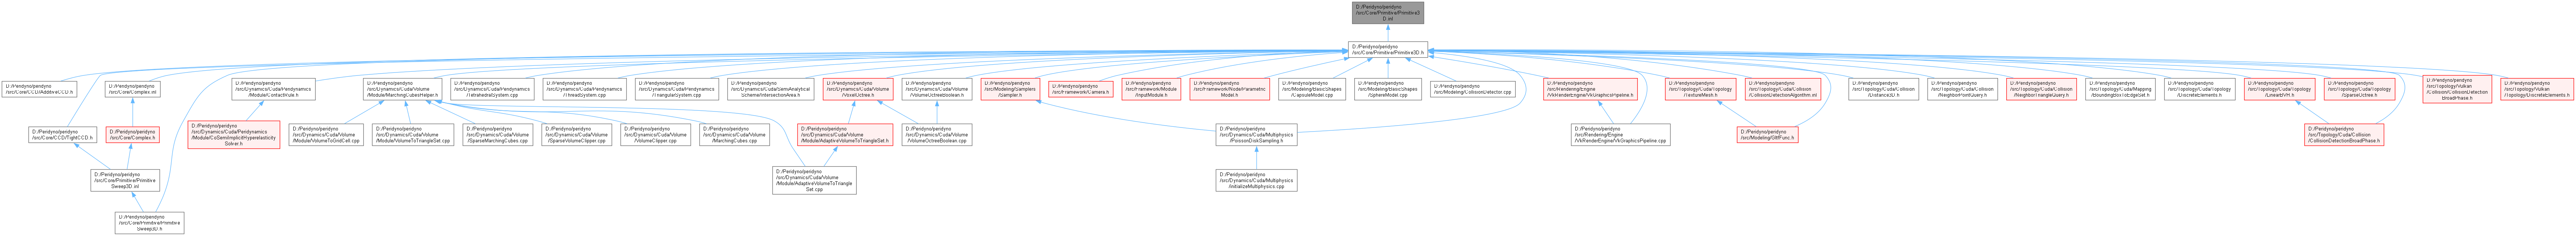 D:/Peridyno/peridyno
/src/Core/Primitive/Primitive3
D.inl
D:/Peridyno/peridyno
/src/Core/Primitive/Primitive3D.h
D:/Peridyno/peridyno
/src/Core/CCD/AdditiveCCD.h
D:/Peridyno/peridyno
/src/Core/Complex.inl
D:/Peridyno/peridyno
/src/Dynamics/Cuda/Peridynamics
/Module/ContactRule.h
D:/Peridyno/peridyno
/src/Dynamics/Cuda/Volume
/Module/MarchingCubesHelper.h
D:/Peridyno/peridyno
/src/Dynamics/Cuda/Peridynamics
/TetrahedralSystem.cpp
D:/Peridyno/peridyno
/src/Dynamics/Cuda/Peridynamics
/ThreadSystem.cpp
D:/Peridyno/peridyno
/src/Dynamics/Cuda/Peridynamics
/TriangularSystem.cpp
D:/Peridyno/peridyno
/src/Dynamics/Cuda/SemiAnalytical
Scheme/IntersectionArea.h
D:/Peridyno/peridyno
/src/Dynamics/Cuda/Volume
/VoxelOctree.h
D:/Peridyno/peridyno
/src/Dynamics/Cuda/Volume
/VolumeOctreeBoolean.h
D:/Peridyno/peridyno
/src/Modeling/Samplers
/Sampler.h
D:/Peridyno/peridyno
/src/Framework/Camera.h
D:/Peridyno/peridyno
/src/Framework/Module
/InputModule.h
D:/Peridyno/peridyno
/src/Framework/Node/Parametric
Model.h
D:/Peridyno/peridyno
/src/Modeling/BasicShapes
/CapsuleModel.cpp
D:/Peridyno/peridyno
/src/Modeling/BasicShapes
/SphereModel.cpp
D:/Peridyno/peridyno
/src/Modeling/CollisionDetector.cpp
D:/Peridyno/peridyno
/src/Rendering/Engine
/VkRenderEngine/VkGraphicsPipeline.h
D:/Peridyno/peridyno
/src/Topology/Cuda/Topology
/TextureMesh.h
D:/Peridyno/peridyno
/src/Topology/Cuda/Collision
/CollisionDetectionAlgorithm.inl
D:/Peridyno/peridyno
/src/Topology/Cuda/Collision
/Distance3D.h
D:/Peridyno/peridyno
/src/Topology/Cuda/Collision
/NeighborPointQuery.h
D:/Peridyno/peridyno
/src/Topology/Cuda/Collision
/NeighborTriangleQuery.h
D:/Peridyno/peridyno
/src/Topology/Cuda/Mapping
/BoundingBoxToEdgeSet.h
D:/Peridyno/peridyno
/src/Topology/Cuda/Topology
/DiscreteElements.h
D:/Peridyno/peridyno
/src/Topology/Cuda/Topology
/LinearBVH.h
D:/Peridyno/peridyno
/src/Topology/Cuda/Topology
/SparseOctree.h
D:/Peridyno/peridyno
/src/Topology/Vulkan
/Collision/CollisionDetection
BroadPhase.h
D:/Peridyno/peridyno
/src/Topology/Vulkan
/Topology/DiscreteElements.h
D:/Peridyno/peridyno
/src/Core/CCD/TightCCD.h
D:/Peridyno/peridyno
/src/Core/Complex.h
D:/Peridyno/peridyno
/src/Dynamics/Cuda/Peridynamics
/Module/CoSemiImplicitHyperelasticity
Solver.h
D:/Peridyno/peridyno
/src/Dynamics/Cuda/Volume
/Module/VolumeToGridCell.cpp
D:/Peridyno/peridyno
/src/Dynamics/Cuda/Volume
/Module/VolumeToTriangleSet.cpp
D:/Peridyno/peridyno
/src/Dynamics/Cuda/Volume
/SparseMarchingCubes.cpp
D:/Peridyno/peridyno
/src/Dynamics/Cuda/Volume
/SparseVolumeClipper.cpp
D:/Peridyno/peridyno
/src/Dynamics/Cuda/Volume
/VolumeClipper.cpp
D:/Peridyno/peridyno
/src/Dynamics/Cuda/Volume
/MarchingCubes.cpp
D:/Peridyno/peridyno
/src/Dynamics/Cuda/Volume
/Module/AdaptiveVolumeToTriangleSet.h
D:/Peridyno/peridyno
/src/Dynamics/Cuda/Volume
/VolumeOctreeBoolean.cpp
D:/Peridyno/peridyno
/src/Dynamics/Cuda/Multiphysics
/PoissonDiskSampling.h
D:/Peridyno/peridyno
/src/Rendering/Engine
/VkRenderEngine/VkGraphicsPipeline.cpp
D:/Peridyno/peridyno
/src/Modeling/GltfFunc.h
D:/Peridyno/peridyno
/src/Topology/Cuda/Collision
/CollisionDetectionBroadPhase.h
D:/Peridyno/peridyno
/src/Core/Primitive/Primitive
Sweep3D.inl
D:/Peridyno/peridyno
/src/Dynamics/Cuda/Volume
/Module/AdaptiveVolumeToTriangle
Set.cpp
D:/Peridyno/peridyno
/src/Dynamics/Cuda/Multiphysics
/initializeMultiphysics.cpp
D:/Peridyno/peridyno
/src/Core/Primitive/Primitive
Sweep3D.h